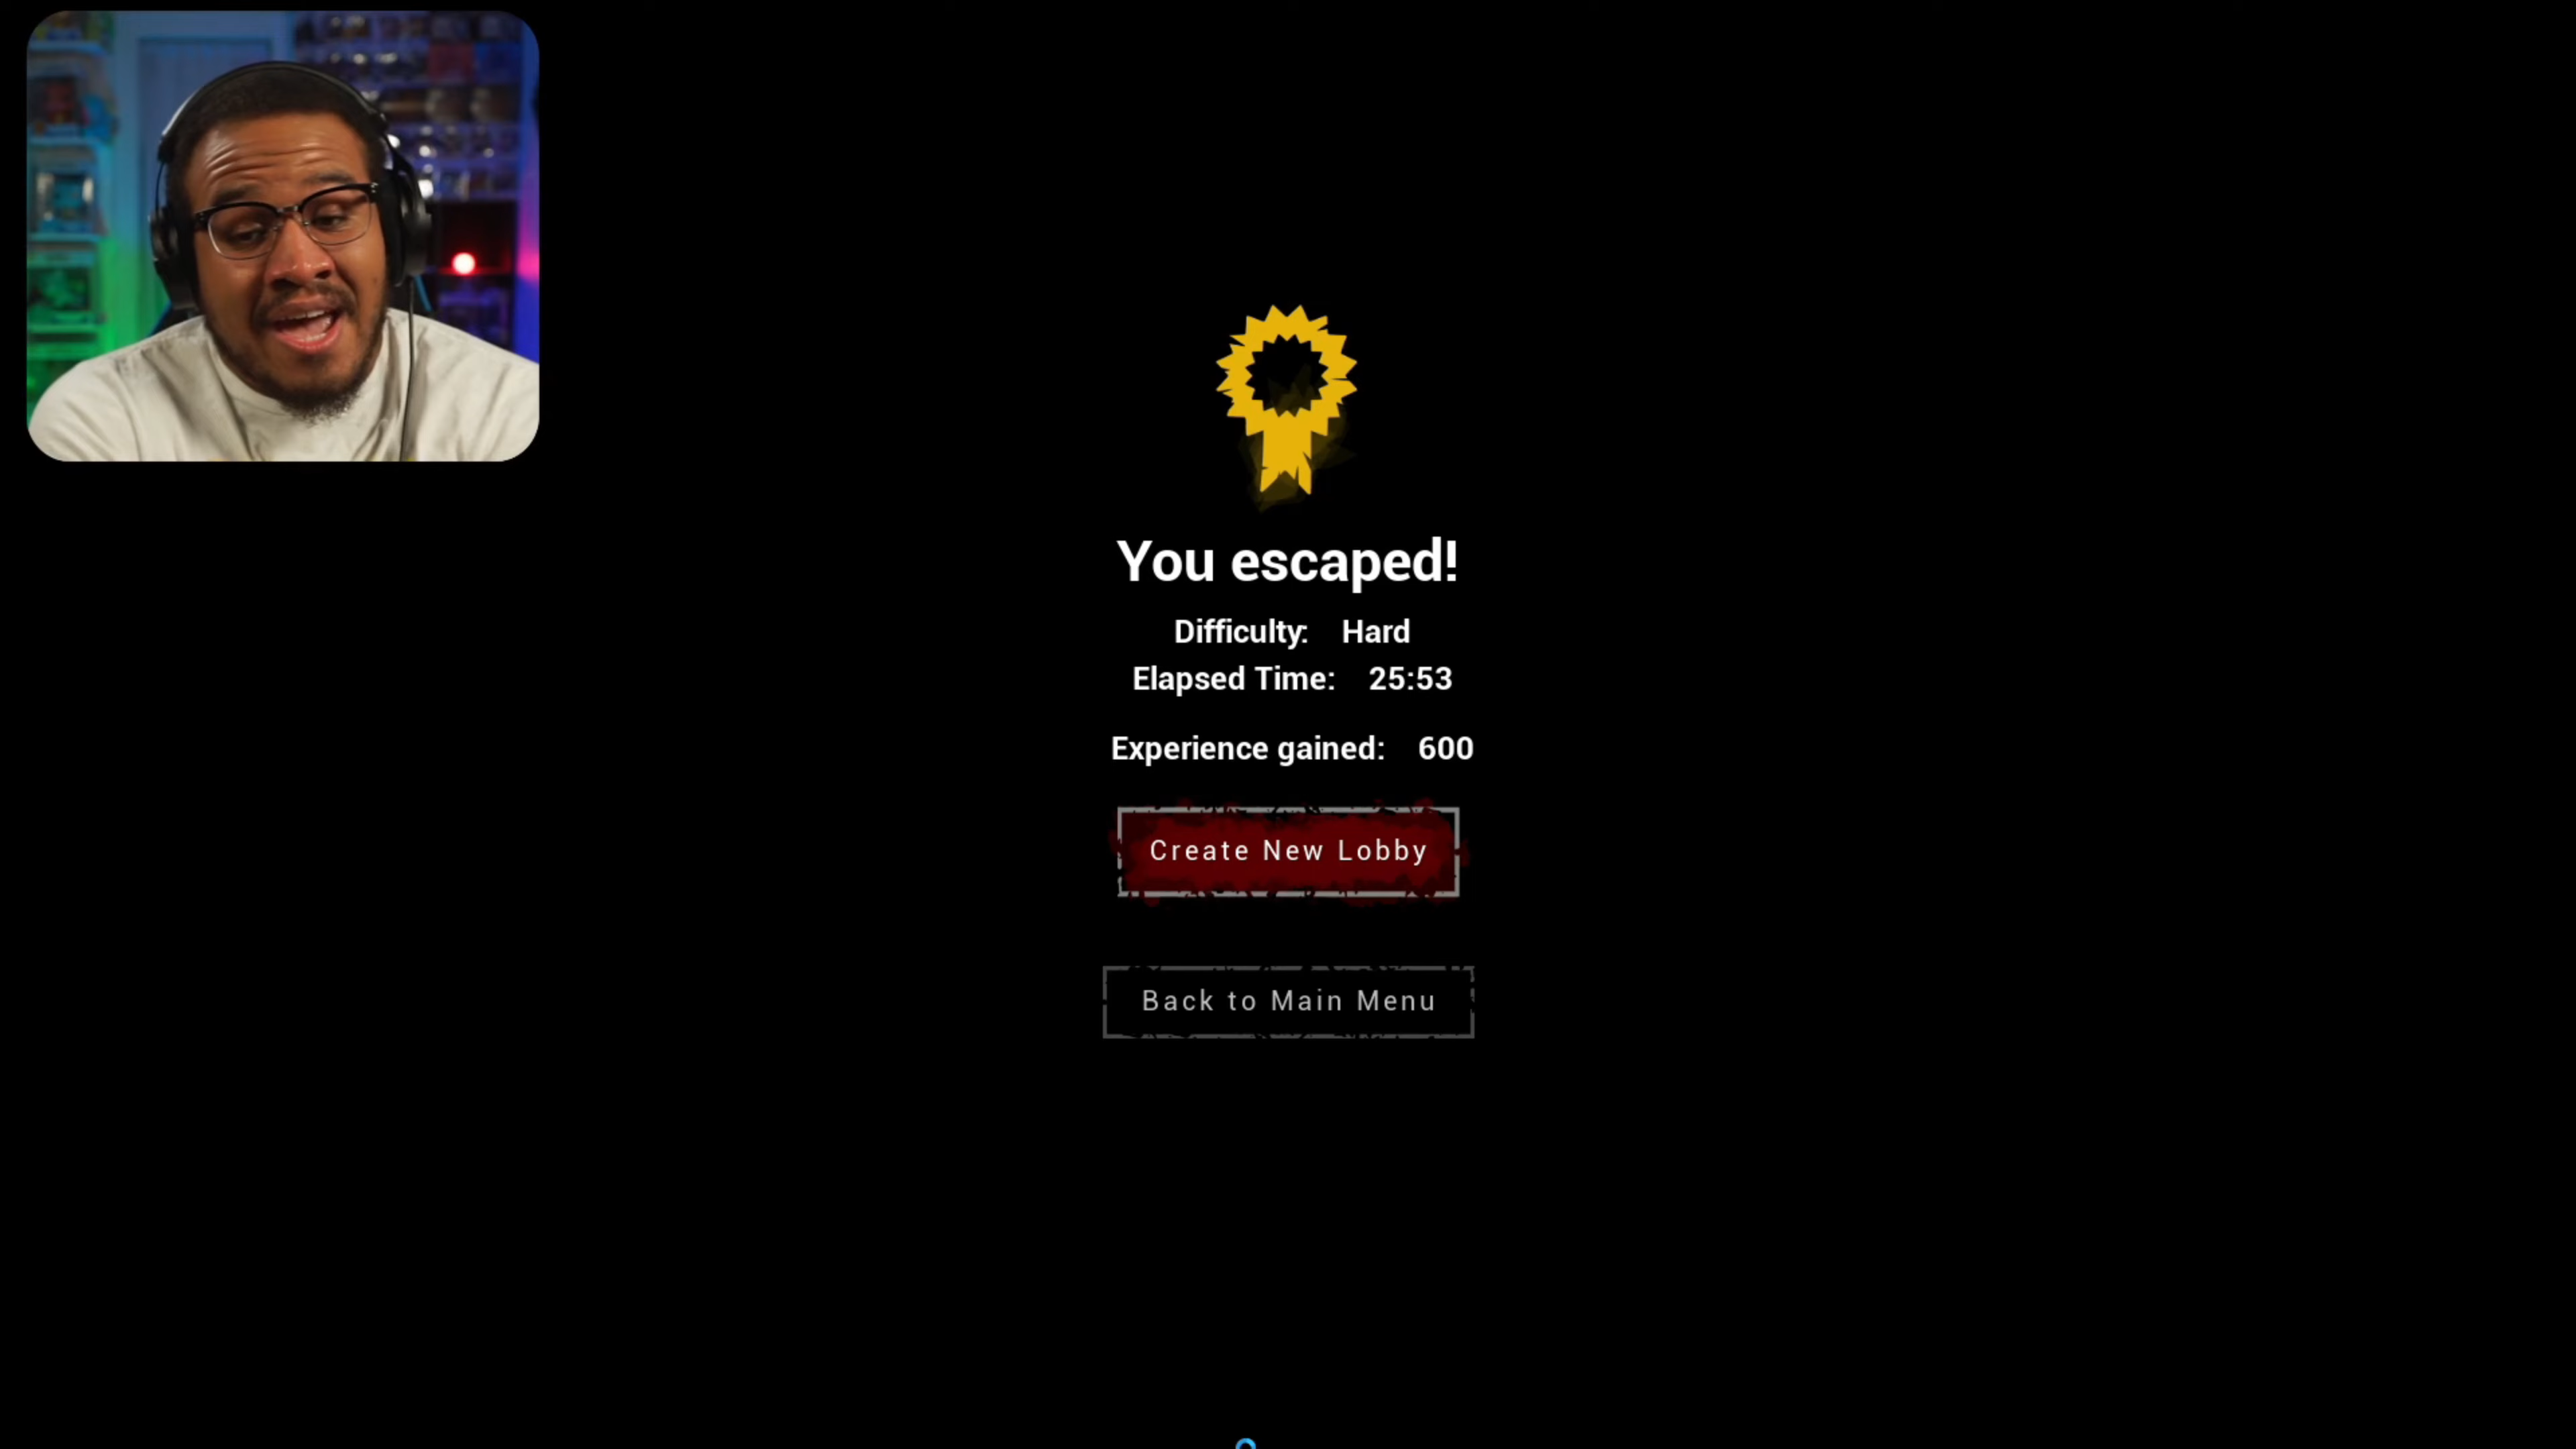 You escaped!
Difficulty: Hard
Elapsed Time: 25:53
Experience gained: 600
Create New Lobby
Back to Main Menu